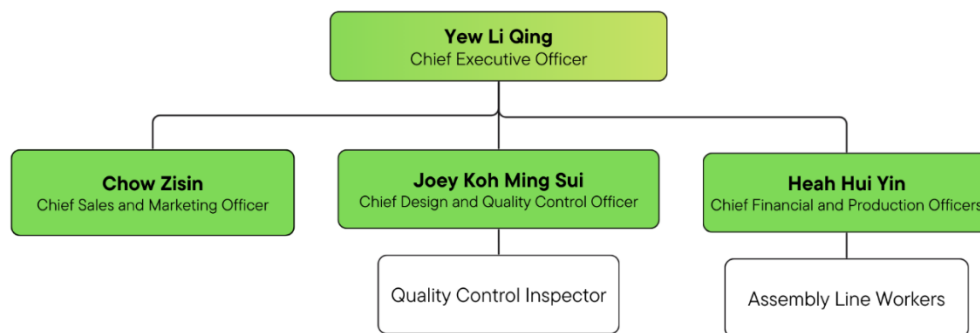 Yew Li Qing
Chief Executive Officer
Chow Zisin
Chief Sales and Marketing Officer
Joey Koh Ming Sui
Chief Design and Quality Control Officer
Heah Hui Yin
Chief Financial and Production Officers
Quality Control Inspector
Assembly Line Workers